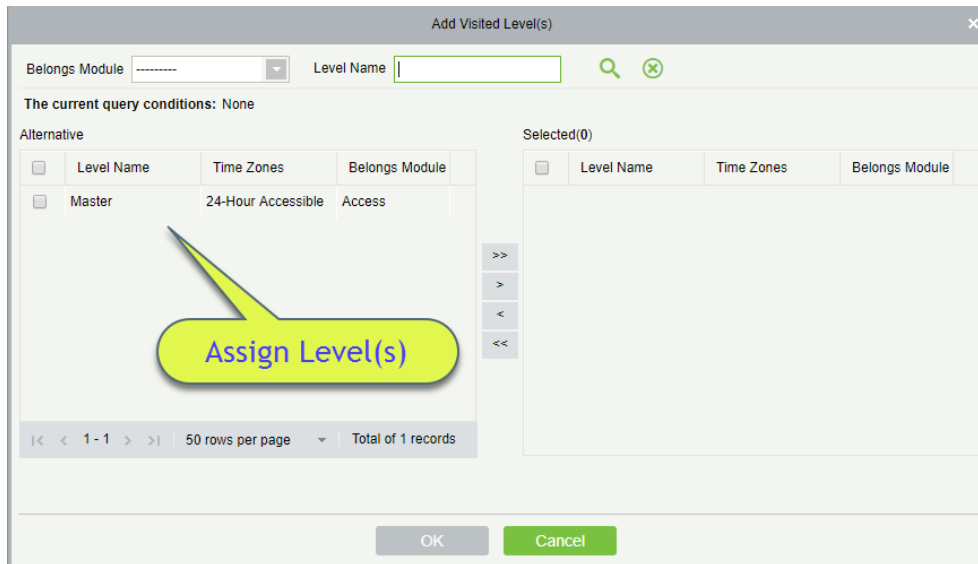 Add Visited Level(s)
Belongs Module --------- Level Name
The current query conditions: None
Alternative Selected(0)
Level Name Time Zones Belongs Module Level Name Time Zones Belongs Module
Master 24-Hour Accessible Access
>>
>
<
<<
Assign Level(s)
|< < 1 - 1 > >| 50 rows per page Total of 1 records
OK Cancel